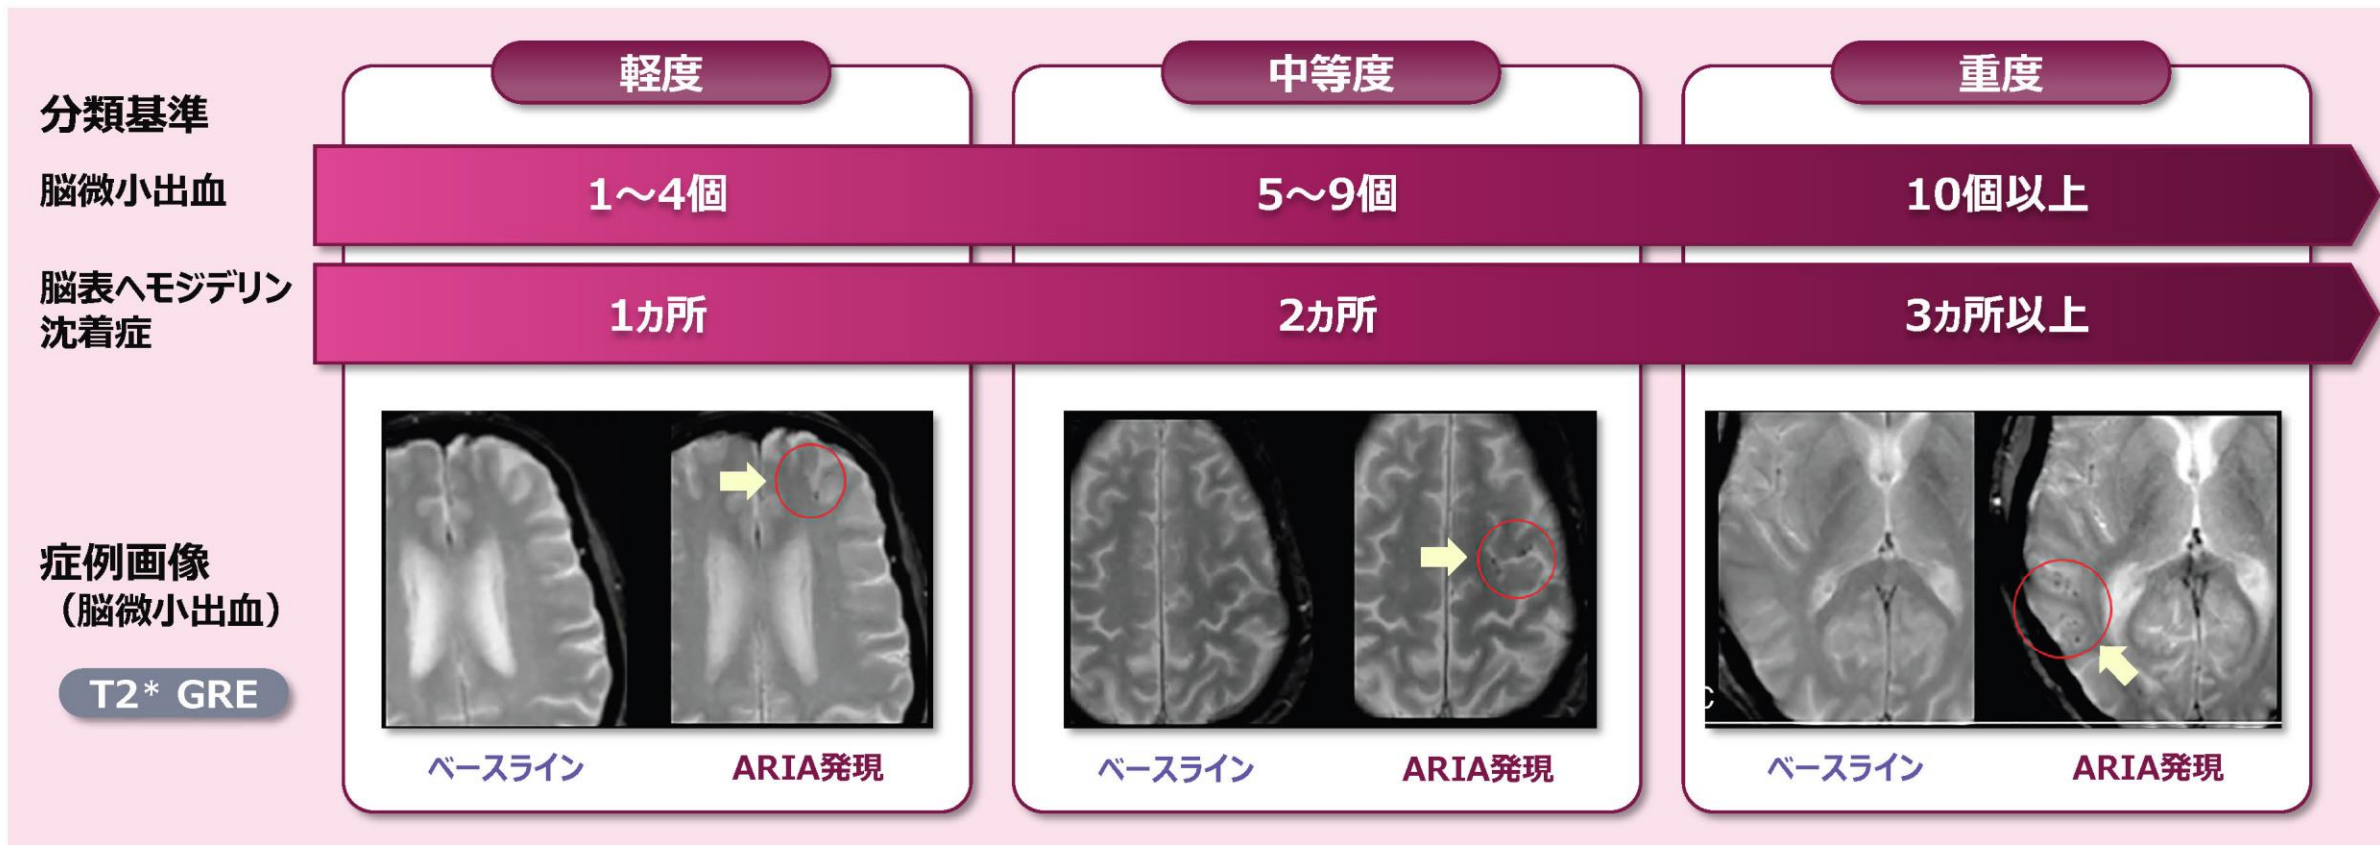 軽度
中等度
重度
分類基準
脳微小出血
1～4個
5～9個
10個以上
脳表ヘモジデリン
沈着症
1ヵ所
2ヵ所
3ヵ所以上
症例画像
（脳微小出血）
T2* GRE
C
ベースライン
ARIA発現
ベースライン
ARIA発現
ベースライン
ARIA発現